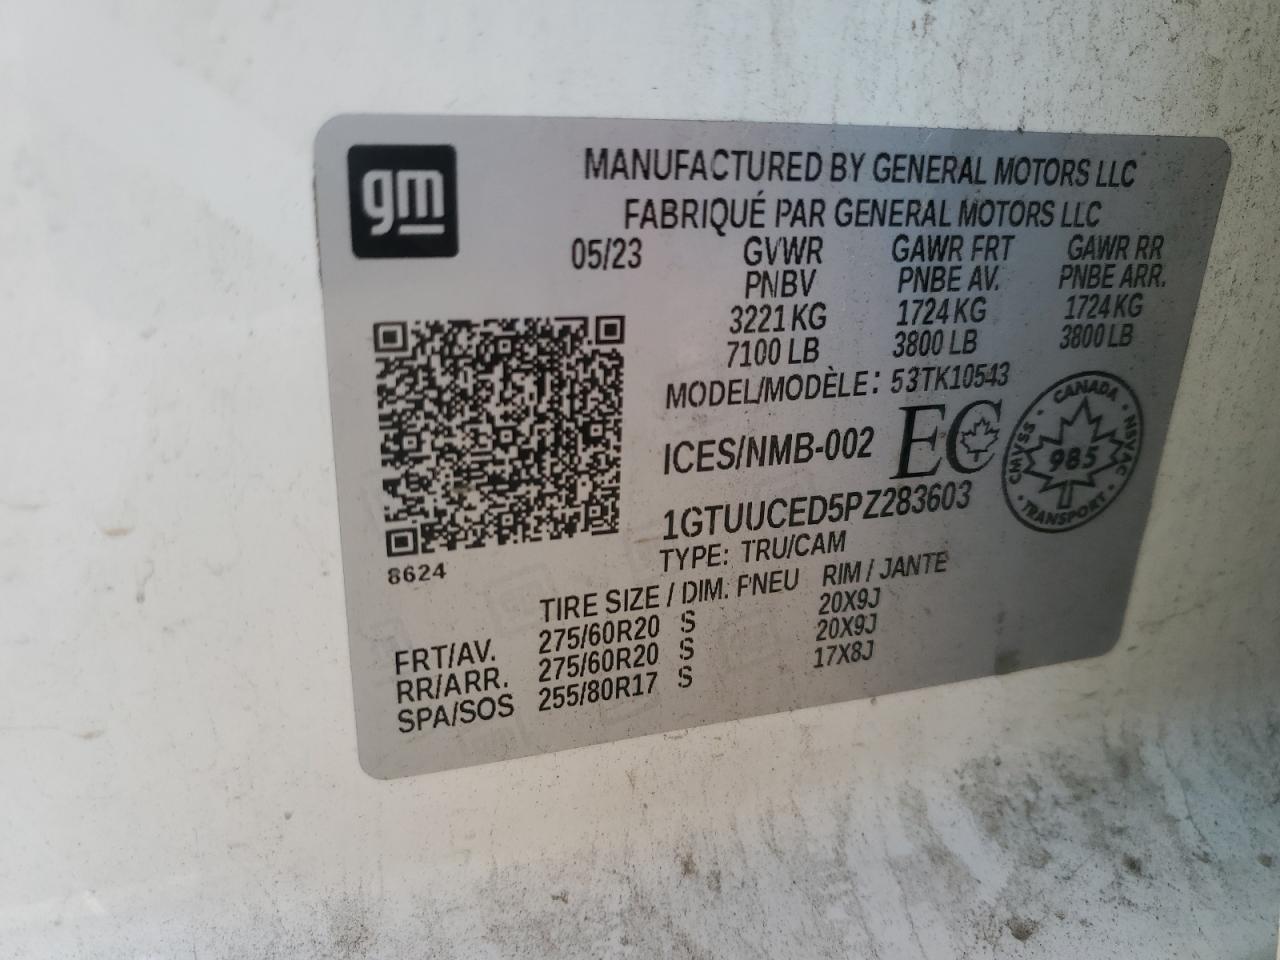 gm
MANUFACTURED BY GENERAL MOTORS LLC
FABRIQUÉ PAR GENERAL MOTORS LLC
05/23 GVWR GAWR FRT GAWR RR
PNBV PNBE AV. PNBE ARR.
3221 KG 1724 KG 1724 KG
7100 LB 3800 LB 3800 LB
MODEL/MODÈLE: 53TK10543
ICES/NMB-002 EC
CANADA
CMVSS 985 NSVAC
TRANSPORT
1GTUUCED5PZ283603
TYPE: TRU/CAM
8624
TIRE SIZE / DIM. PNEU RIM / JANTE
FRT/AV. 275/60R20 S 20X9J
RR/ARR. 275/60R20 S 20X9J
SPA/SOS 255/80R17 S 17X8J